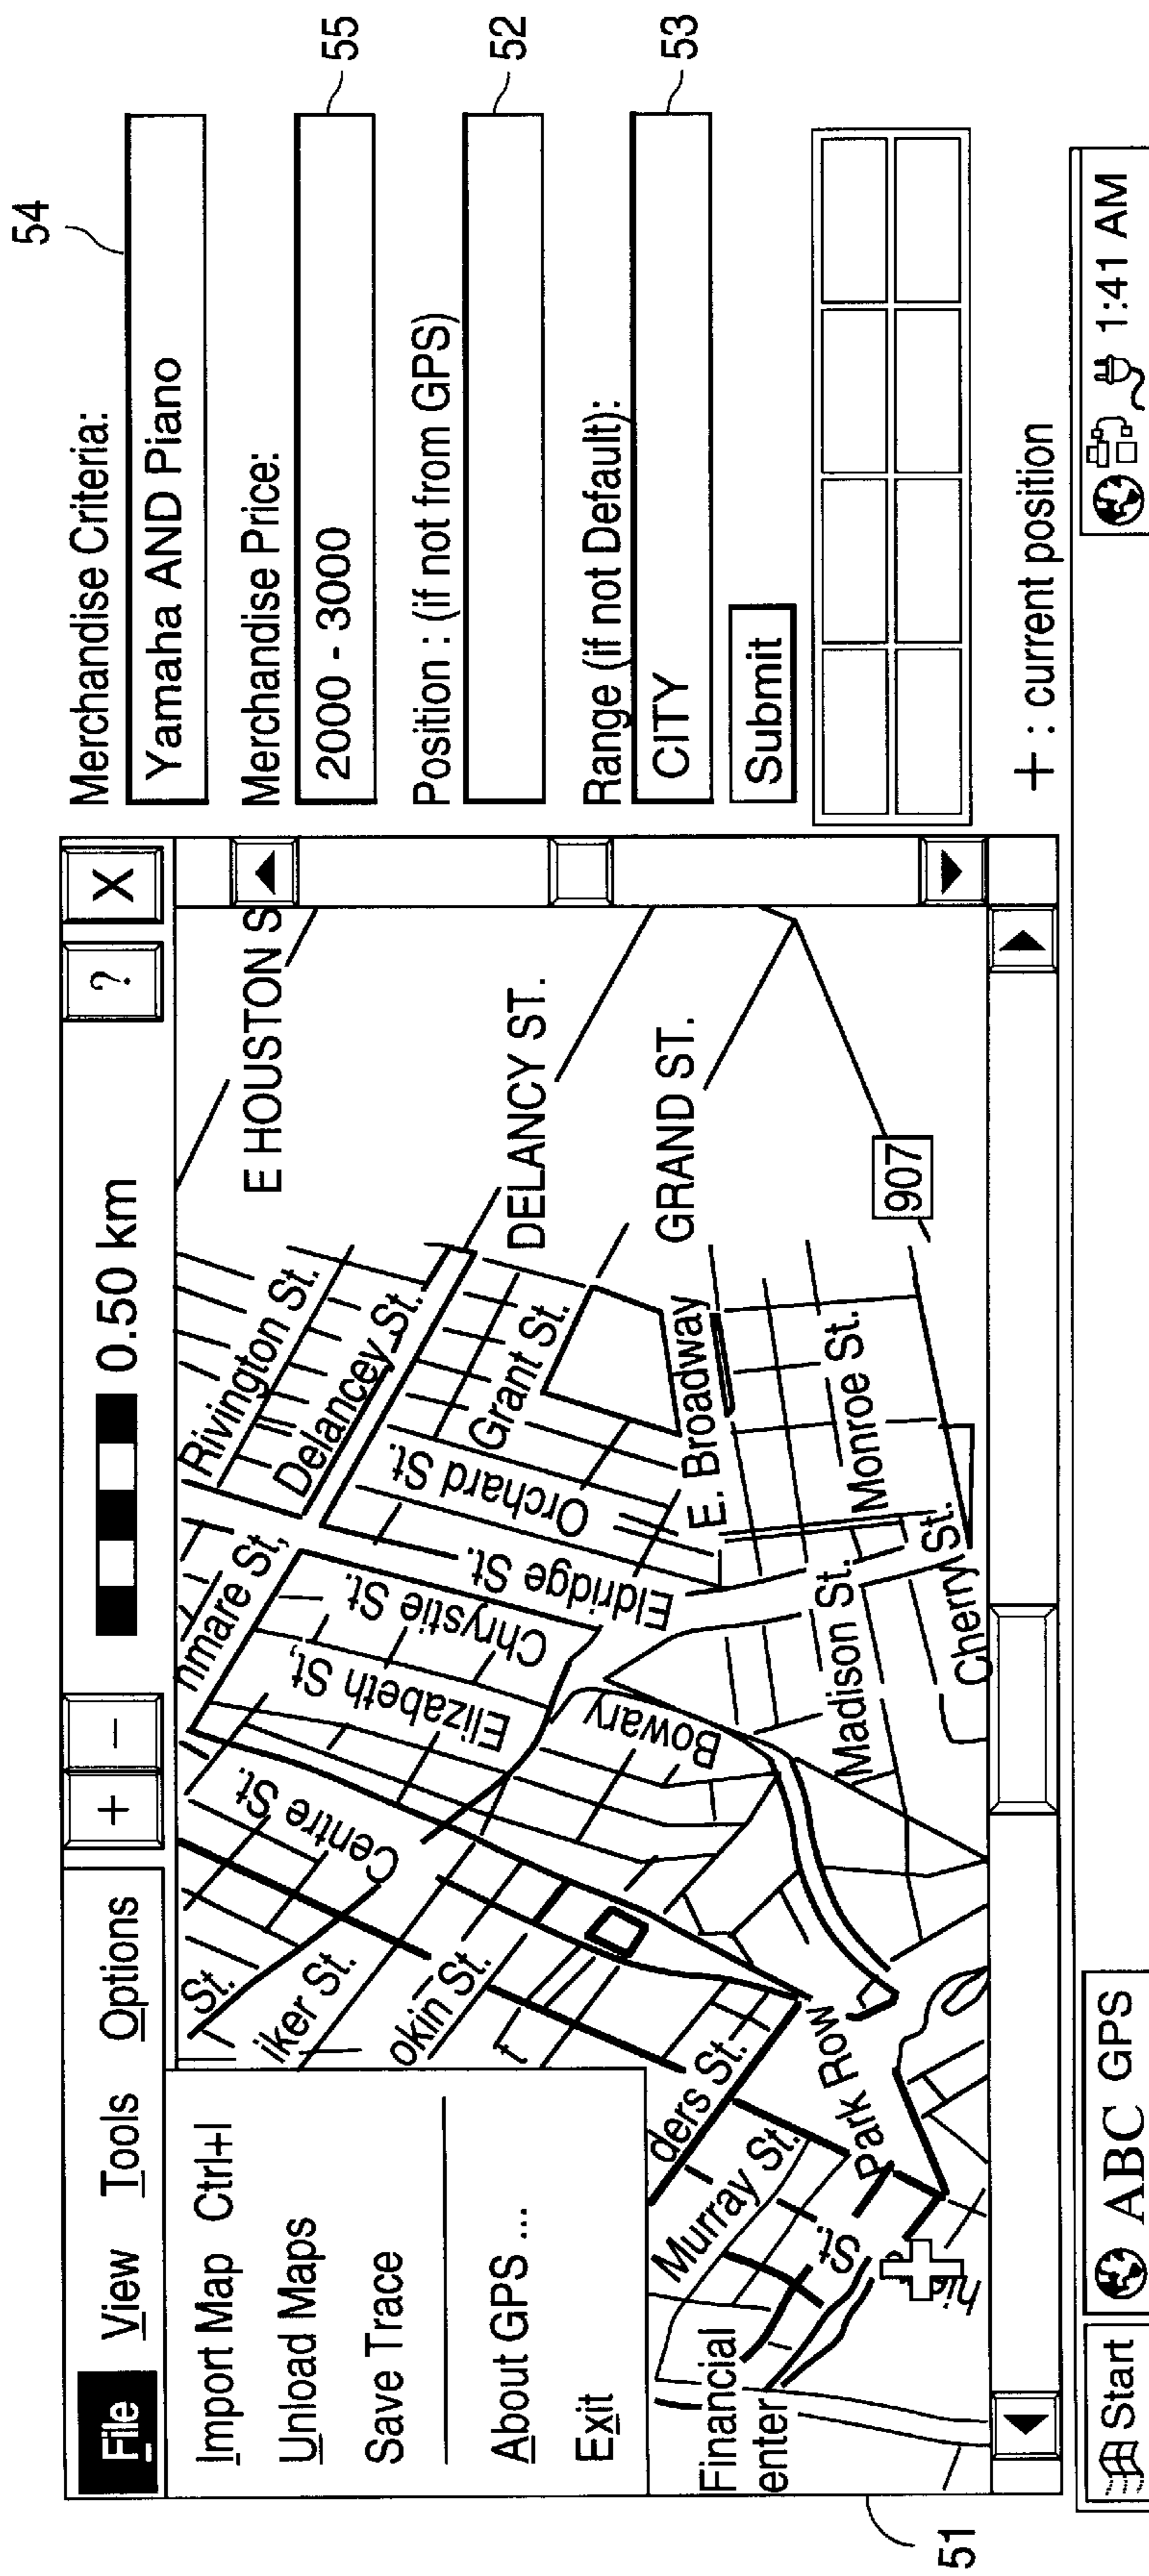 File View Tools Options + – 0.50 km ? X
Import Map Ctrl+I
Unload Maps
Save Trace
About GPS ...
Exit
St.
iker St.
okin St.
t
ders St.
Murray St.
St.
Park Row
Financial
enter
Centre St.
nmare St,
Elizabeth St,
Chrystie St.
Eldridge St.
Orchard St.
Bowary
Rivington St.
Delancey St.
Grant St.
E. Broadway
Madison St.
Monroe St.
Cherry St.
E HOUSTON S
DELANCY ST.
GRAND ST.
907
51
54
Merchandise Criteria:
Yamaha AND Piano
Merchandise Price:
55
2000 - 3000
Position : (if not from GPS)
52
Range (if not Default):
53
CITY
Submit
+ : current position
Start ABC GPS 1:41 AM